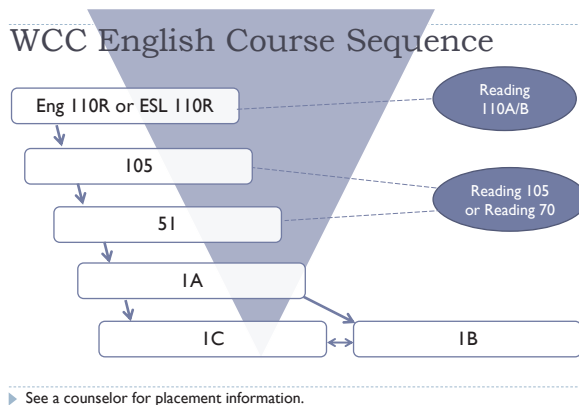 WCC English Course Sequence
Eng 110R or ESL 110R
Reading
110A/B
105
Reading 105
or Reading 70
51
1A
1C
1B
See a counselor for placement information.